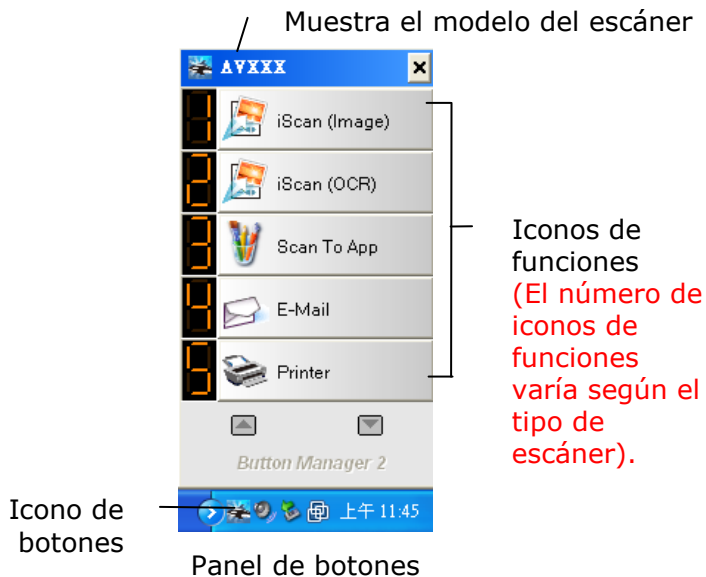 Muestra el modelo del escáner
AVXXX
1 iScan (Image)
2 iScan (OCR)
3 Scan To App
4 E-Mail
5 Printer
Button Manager 2
上午 11:45
Iconos de
funciones
(El número de
iconos de
funciones
varía según el
tipo de
escáner).
Icono de
botones
Panel de botones